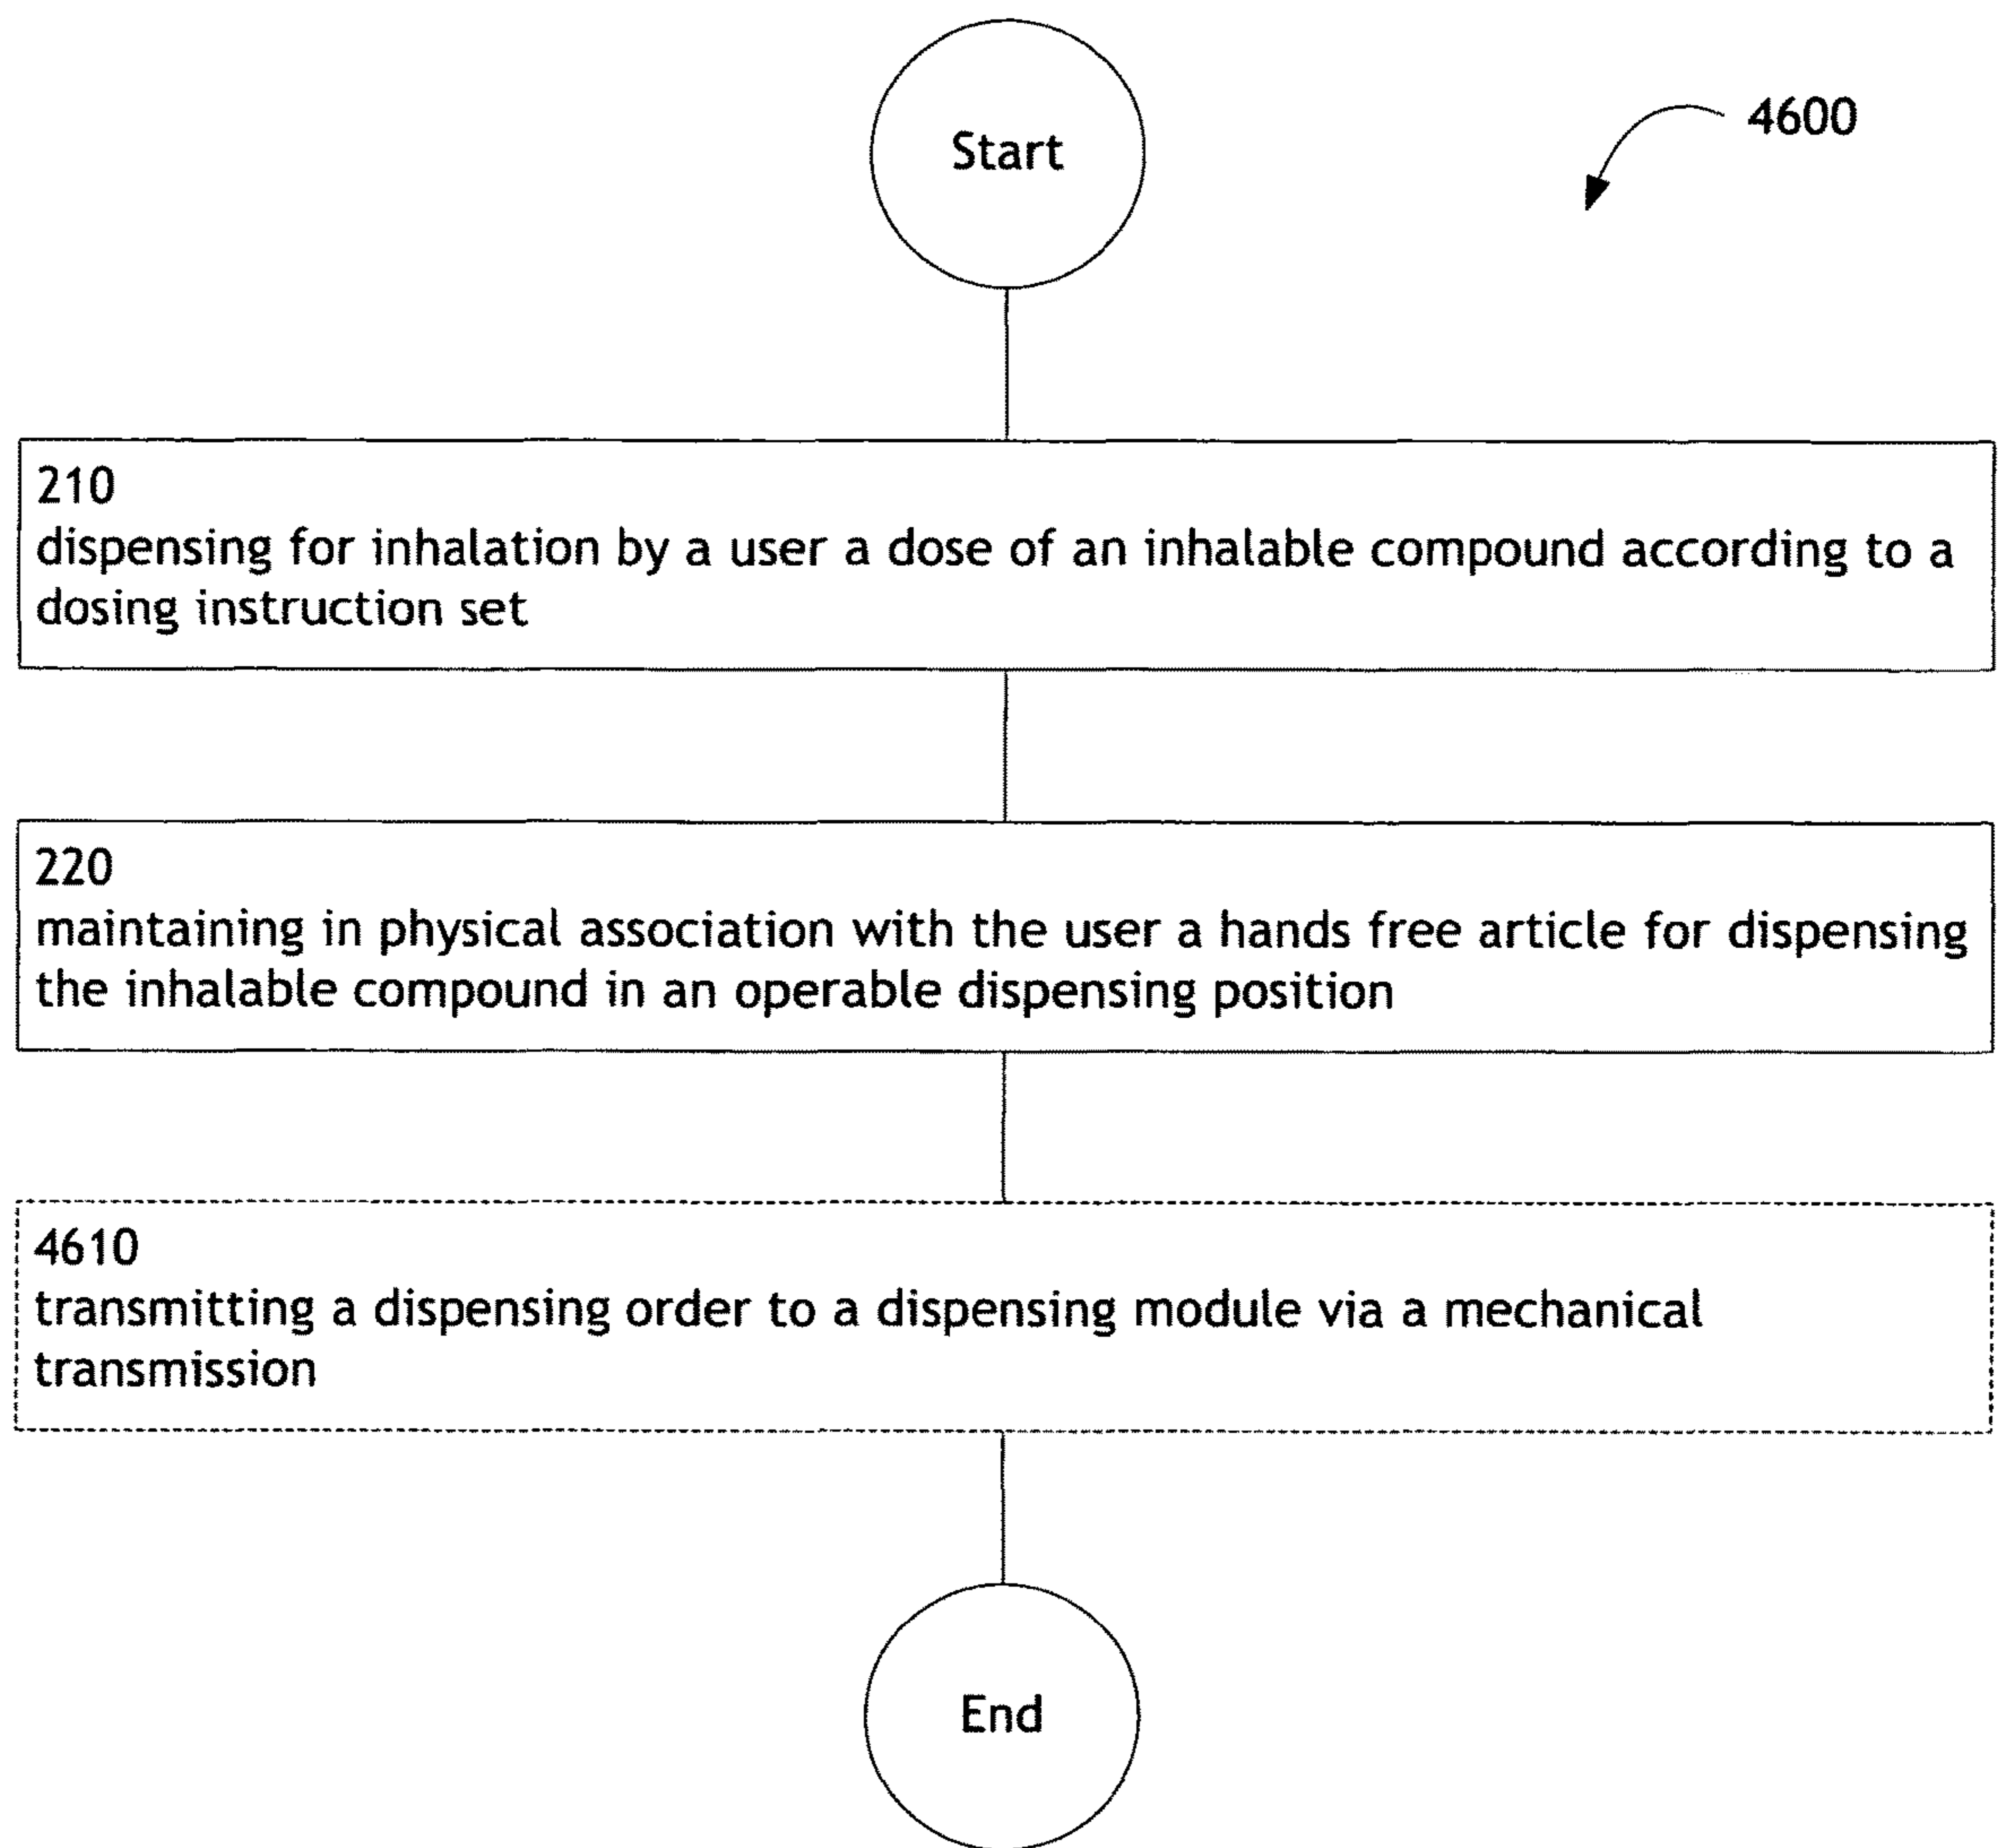 Start
4600
210
dispensing for inhalation by a user a dose of an inhalable compound according to a
dosing instruction set
220
maintaining in physical association with the user a hands free article for dispensing
the inhalable compound in an operable dispensing position
4610
transmitting a dispensing order to a dispensing module via a mechanical
transmission
End